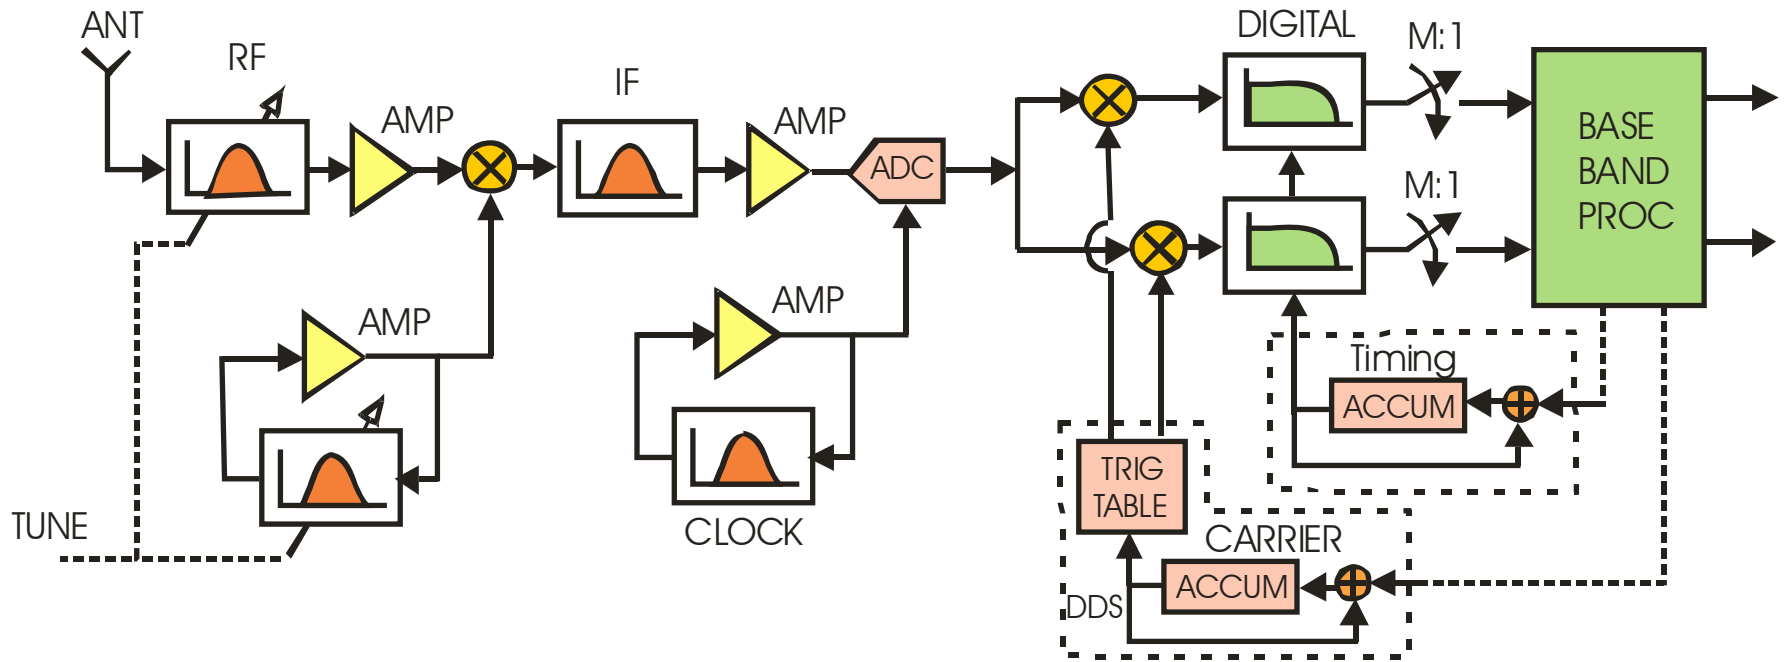 ANT
RF
AMP
IF
AMP
ADC
DIGITAL
M:1
M:1
BASE
BAND
PROC
AMP
AMP
CLOCK
TUNE
Timing
ACCUM
TRIG
TABLE
CARRIER
ACCUM
DDS